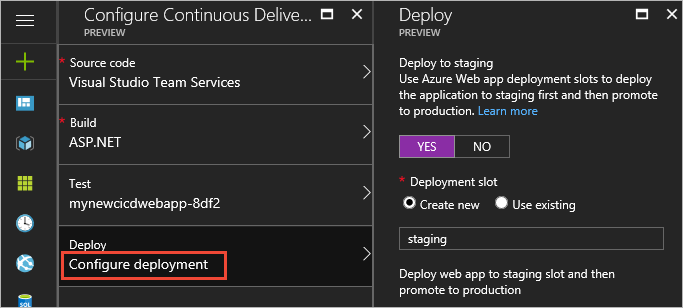 Configure Continuous Delive...
PREVIEW
* Source code
Visual Studio Team Services
* Build
ASP.NET
Test
mynewcicdwebapp-8df2
Deploy
Configure deployment
SQL
Deploy
PREVIEW
Deploy to staging
Use Azure Web app deployment slots to deploy
the application to staging first and then promote
to production. Learn more
YES NO
* Deployment slot
Create new Use existing
staging
Deploy web app to staging slot and then
promote to production